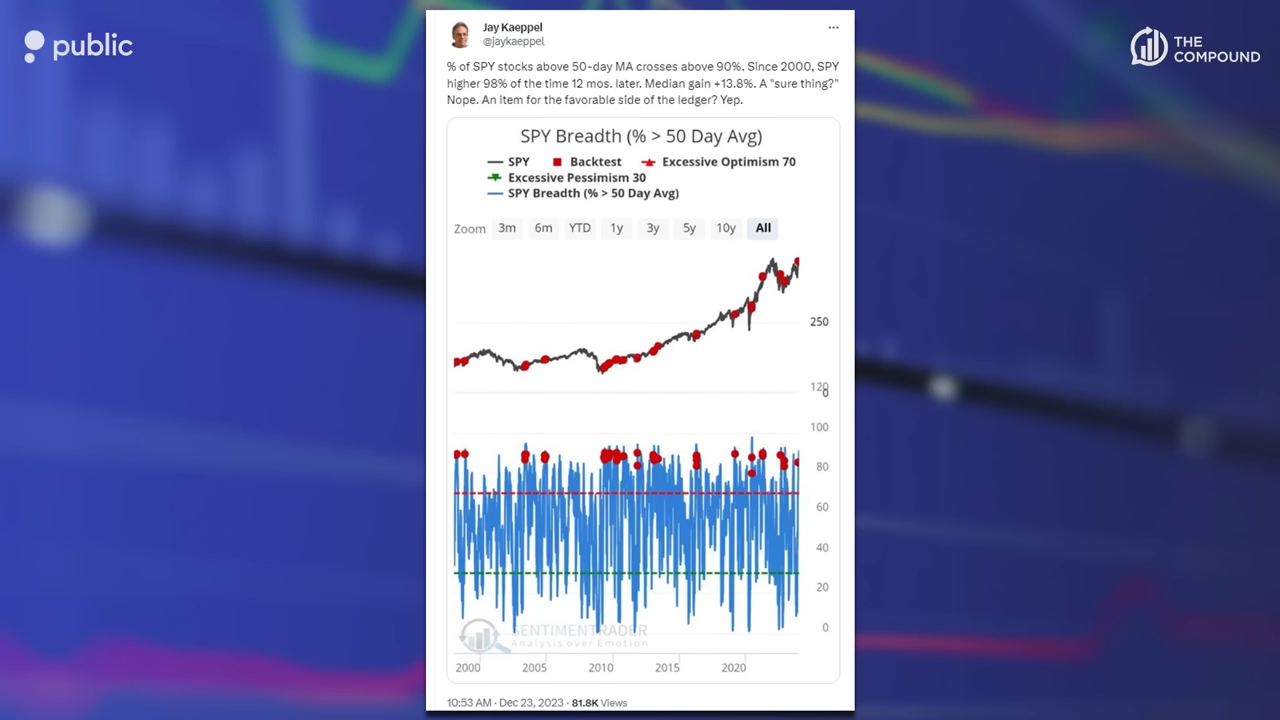 public
THE
COMPOUND
Jay Kaeppel
@jaykaeppel
% of SPY stocks above 50-day MA crosses above 90%. Since 2000, SPY
higher 98% of the time 12 mos. later. Median gain +13.8%. A "sure thing?"
Nope. An item for the favorable side of the ledger? Yep.
SPY Breadth (% > 50 Day Avg)
SPY Backtest Excessive Optimism 70
Excessive Pessimism 30
SPY Breadth (% > 50 Day Avg)
Zoom 3m 6m YTD 1y 3y 5y 10y All
250
120
0
100
80
60
40
20
0
SENTIMENTRADER
Analysis over Emotion
2000 2005 2010 2015 2020
10:53 AM · Dec 23, 2023 · 81.8K Views